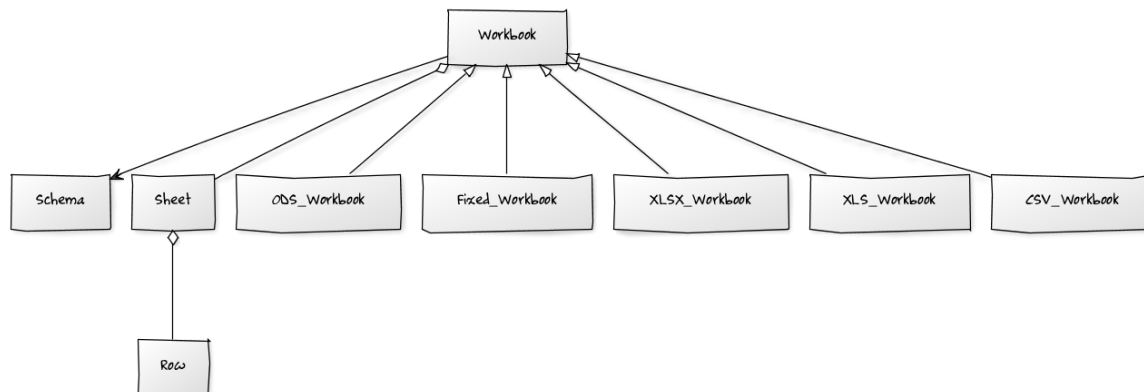 Workbook
Schema
Sheet
ODS_Workbook
Fixed_Workbook
XLSX_Workbook
XLS_Workbook
CSV_Workbook
Row